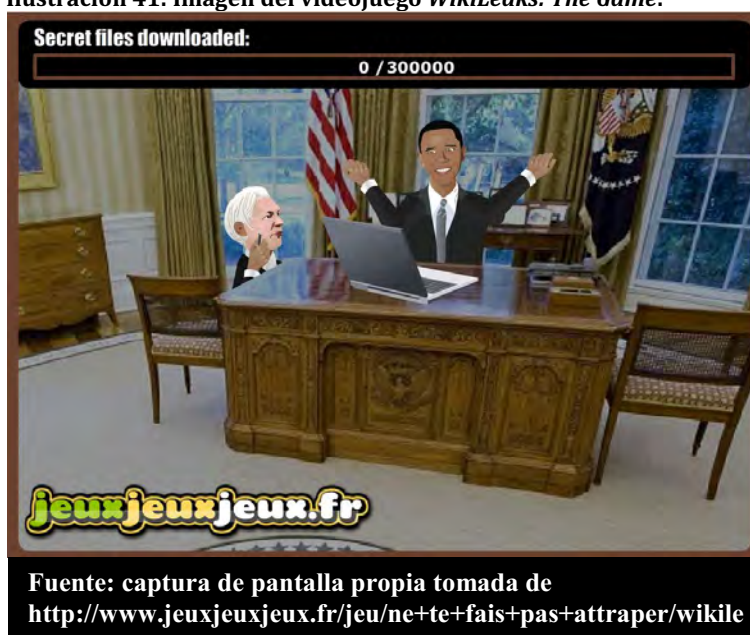 Ilustración 41: Imagen del videojuego WikiLeaks: The Game.
Secret files downloaded:
0 / 300000
jeuxjeuxjeux.fr
Fuente: captura de pantalla propia tomada de
http://www.jeuxjeuxjeux.fr/jeu/ne+te+fais+pas+attraper/wikile